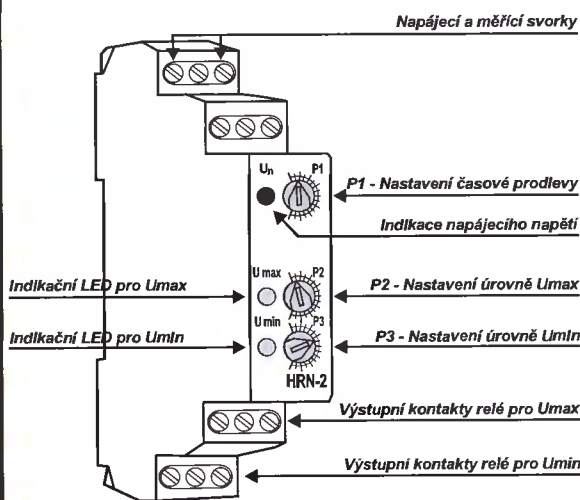 Napájecí a měřící svorky
Un P1
P1 - Nastavení časové prodlevy
Indikace napájecího napětí
U max P2
Indikační LED pro Umax
P2 - Nastavení úrovně Umax
U min P3
Indikační LED pro Umin
P3 - Nastavení úrovně Umin
HRN-2
Výstupní kontakty relé pro Umax
Výstupní kontakty relé pro Umin